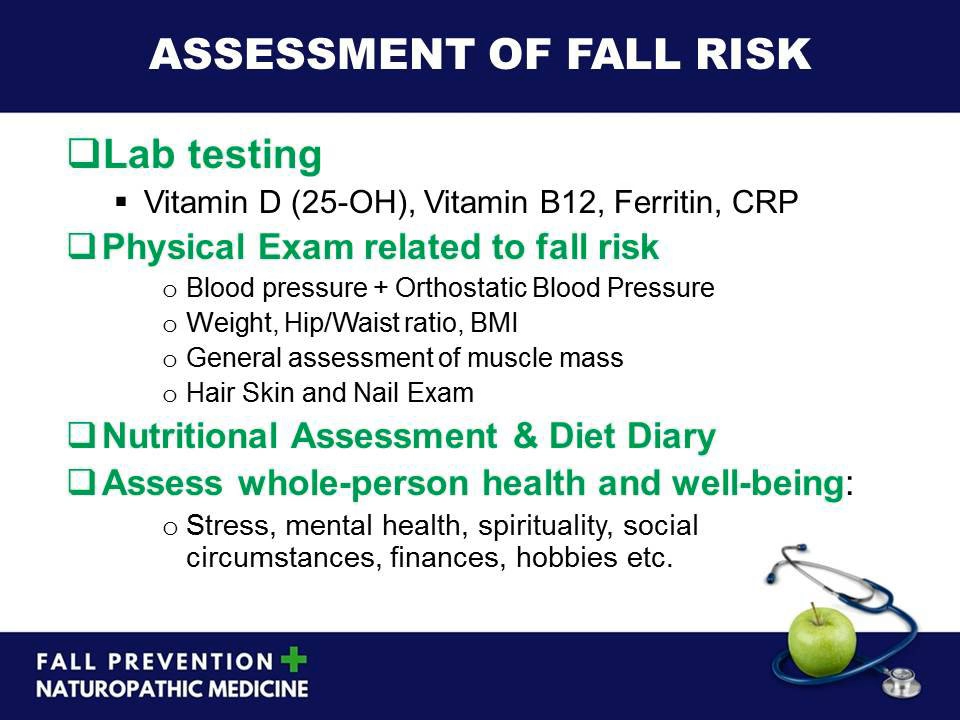 ASSESSMENT OF FALL RISK
❑Lab testing
▪ Vitamin D (25-OH), Vitamin B12, Ferritin, CRP
❑Physical Exam related to fall risk
o Blood pressure + Orthostatic Blood Pressure
o Weight, Hip/Waist ratio, BMI
o General assessment of muscle mass
o Hair Skin and Nail Exam
❑Nutritional Assessment & Diet Diary
❑Assess whole-person health and well-being:
o Stress, mental health, spirituality, social
circumstances, finances, hobbies etc.
FALL PREVENTION +
NATUROPATHIC MEDICINE